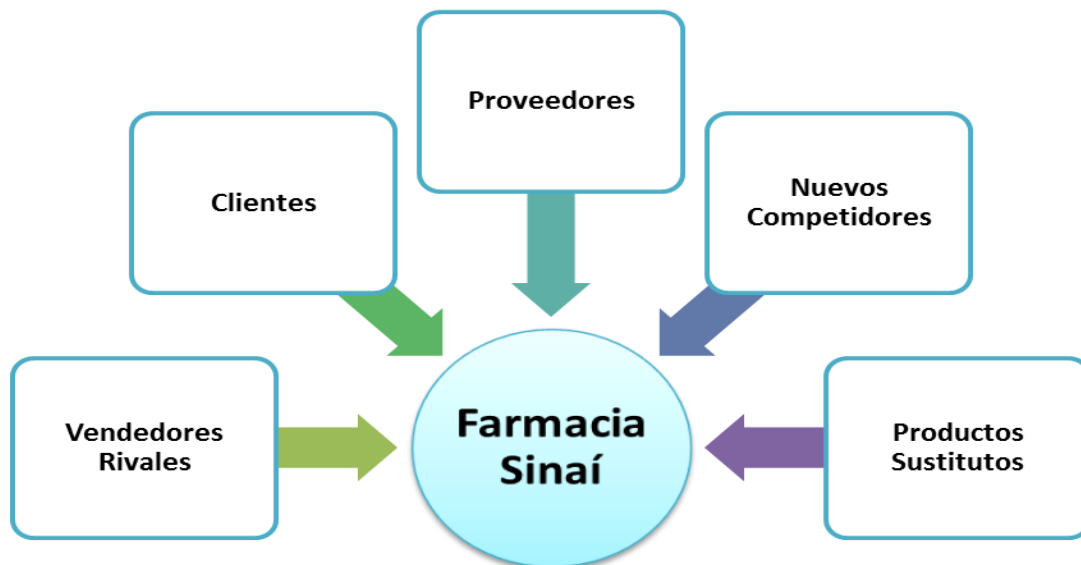 Proveedores
Clientes
Nuevos
Competidores
Vendedores
Rivales
Farmacia
Sinaí
Productos
Sustitutos